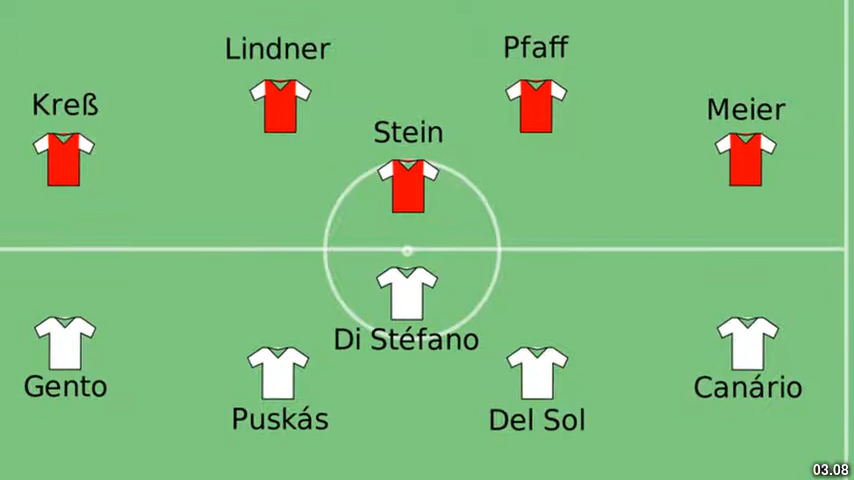 Lindner
Pfaff
Kreß
Meier
Stein
Di Stéfano
Gento
Canário
Puskás
Del Sol
03.08